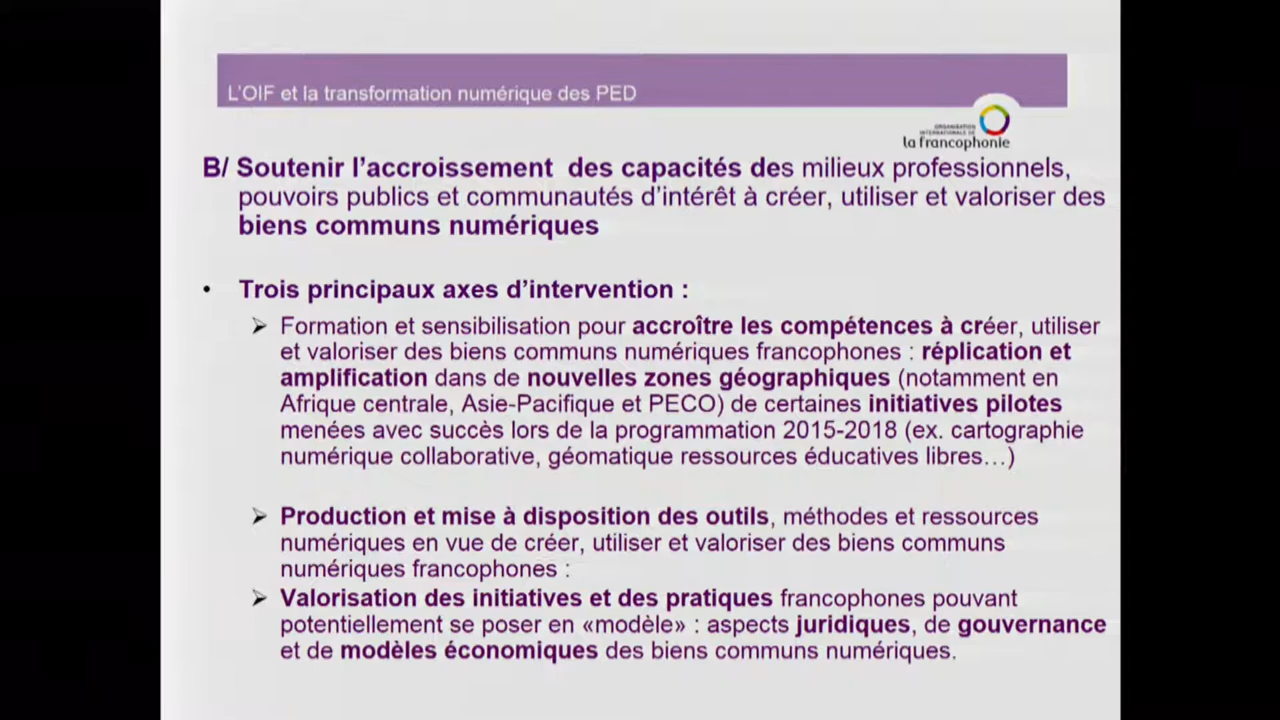 L'OIF et la transformation numérique des PED
ORGANISATION
INTERNATIONALE DE
la francophonie
B/ Soutenir l'accroissement des capacités des milieux professionnels,
pouvoirs publics et communautés d'intérêt à créer, utiliser et valoriser des
biens communs numériques
• Trois principaux axes d'intervention :
➢ Formation et sensibilisation pour accroître les compétences à créer, utiliser
et valoriser des biens communs numériques francophones : réplication et
amplification dans de nouvelles zones géographiques (notamment en
Afrique centrale, Asie-Pacifique et PECO) de certaines initiatives pilotes
menées avec succès lors de la programmation 2015-2018 (ex. cartographie
numérique collaborative, géomatique ressources éducatives libres…)
➢ Production et mise à disposition des outils, méthodes et ressources
numériques en vue de créer, utiliser et valoriser des biens communs
numériques francophones :
➢ Valorisation des initiatives et des pratiques francophones pouvant
potentiellement se poser en «modèle» : aspects juridiques, de gouvernance
et de modèles économiques des biens communs numériques.